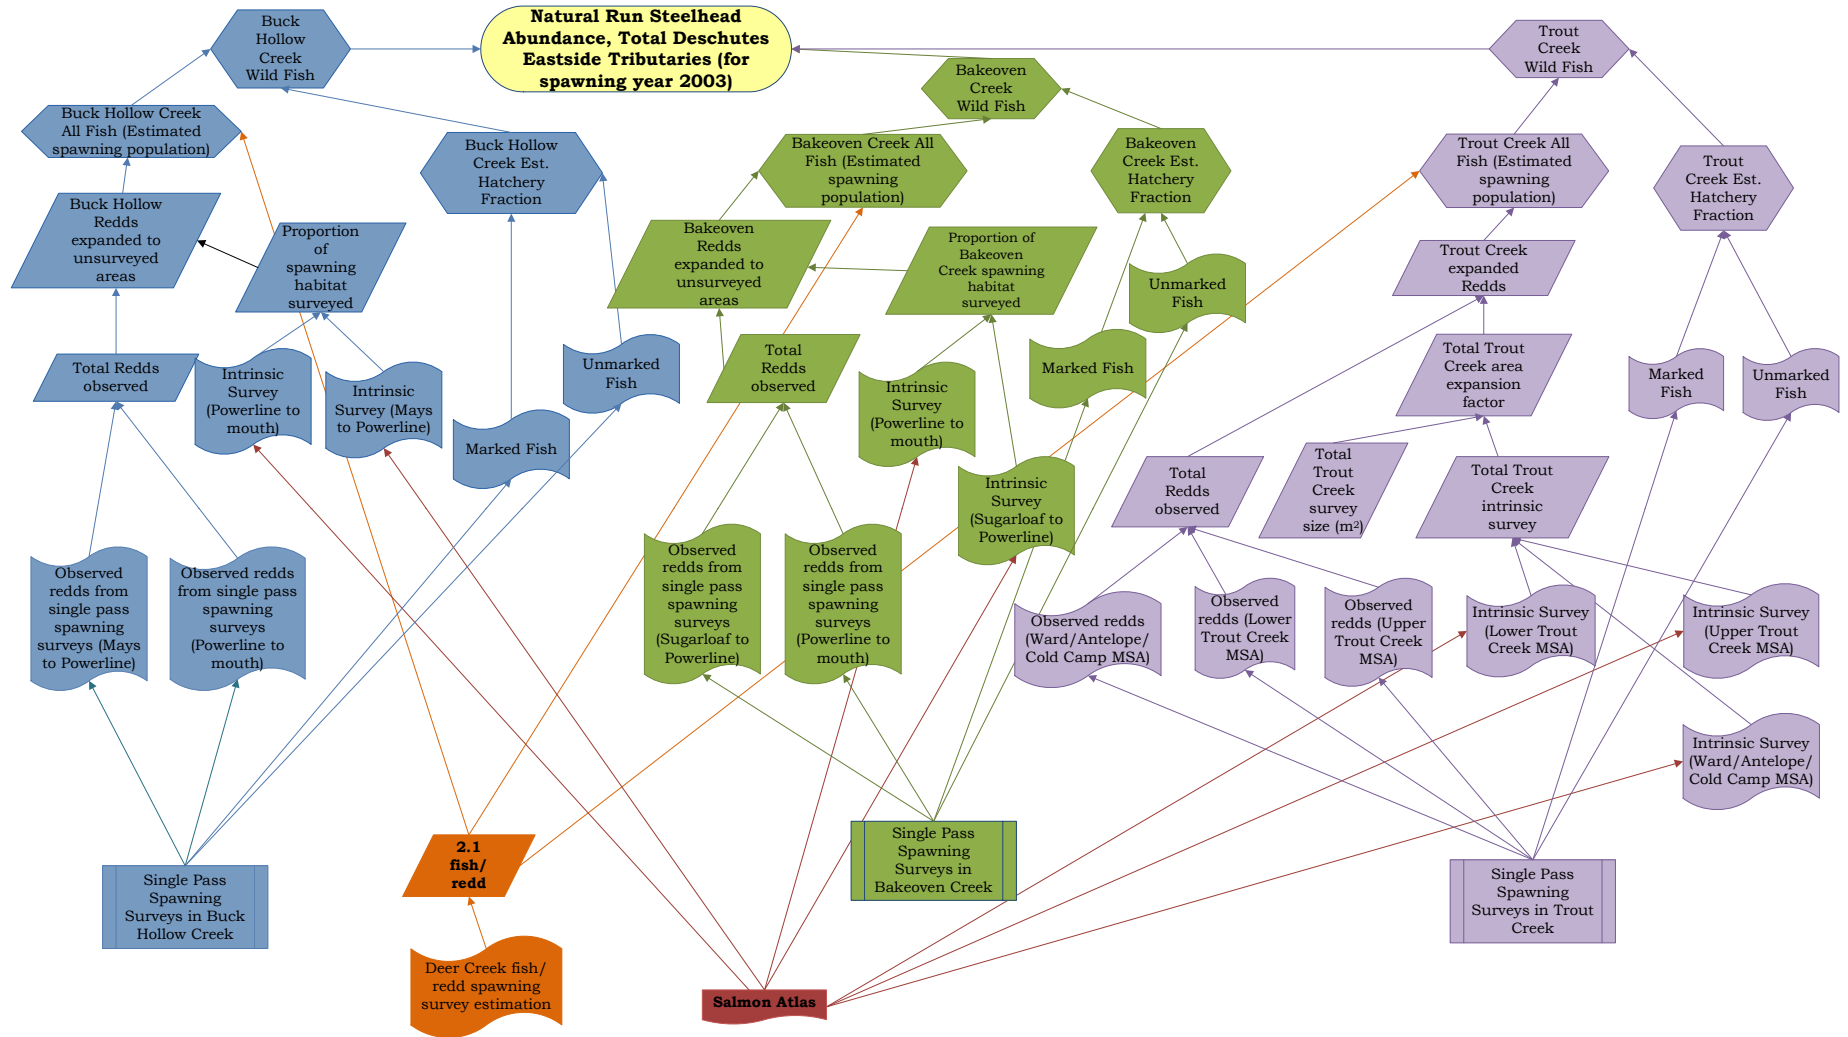 Buck
Hollow
Creek
Wild Fish
Natural Run Steelhead
Abundance, Total Deschutes
Eastside Tributaries (for
spawning year 2003)
Bakeoven
Creek
Wild Fish
Trout
Creek
Wild Fish
Buck Hollow Creek
All Fish (Estimated
spawning population)
Buck Hollow
Creek Est.
Hatchery
Fraction
Bakeoven Creek All
Fish (Estimated
spawning
population)
Bakeoven
Creek Est.
Hatchery
Fraction
Trout Creek All
Fish (Estimated
spawning
population)
Trout
Creek Est.
Hatchery
Fraction
Buck Hollow
Redds
expanded to
unsurveyed
areas
Proportion
of
spawning
habitat
surveyed
Bakeoven
Redds
expanded to
unsurveyed
areas
Proportion of
Bakeoven
Creek spawning
habitat
surveyed
Unmarked
Fish
Trout Creek
expanded
Redds
Total Redds
observed
Intrinsic
Survey
(Powerline to
mouth)
Intrinsic
Survey (Mays
to Powerline)
Unmarked
Fish
Marked Fish
Total
Redds
observed
Intrinsic
Survey
(Powerline to
mouth)
Marked Fish
Total Trout
Creek area
expansion
factor
Marked
Fish
Unmarked
Fish
Intrinsic
Survey
(Sugarloaf to
Powerline)
Total
Redds
observed
Total
Trout
Creek
survey
size (m²)
Total Trout
Creek
intrinsic
survey
Observed
redds from
single pass
spawning
surveys (Mays
to Powerline)
Observed redds
from single pass
spawning
surveys
(Powerline to
mouth)
Observed
redds from
single pass
spawning
surveys
(Sugarloaf to
Powerline)
Observed
redds from
single pass
spawning
surveys
(Powerline to
mouth)
Observed redds
(Ward/Antelope/
Cold Camp MSA)
Observed
redds (Lower
Trout Creek
MSA)
Observed
redds (Upper
Trout Creek
MSA)
Intrinsic Survey
(Lower Trout
Creek MSA)
Intrinsic Survey
(Upper Trout
Creek MSA)
Intrinsic Survey
(Ward/Antelope/
Cold Camp MSA)
Single Pass
Spawning
Surveys in Buck
Hollow Creek
2.1
fish/
redd
Single Pass
Spawning
Surveys in
Bakeoven Creek
Single Pass
Spawning
Surveys in Trout
Creek
Deer Creek fish/
redd spawning
survey estimation
Salmon Atlas